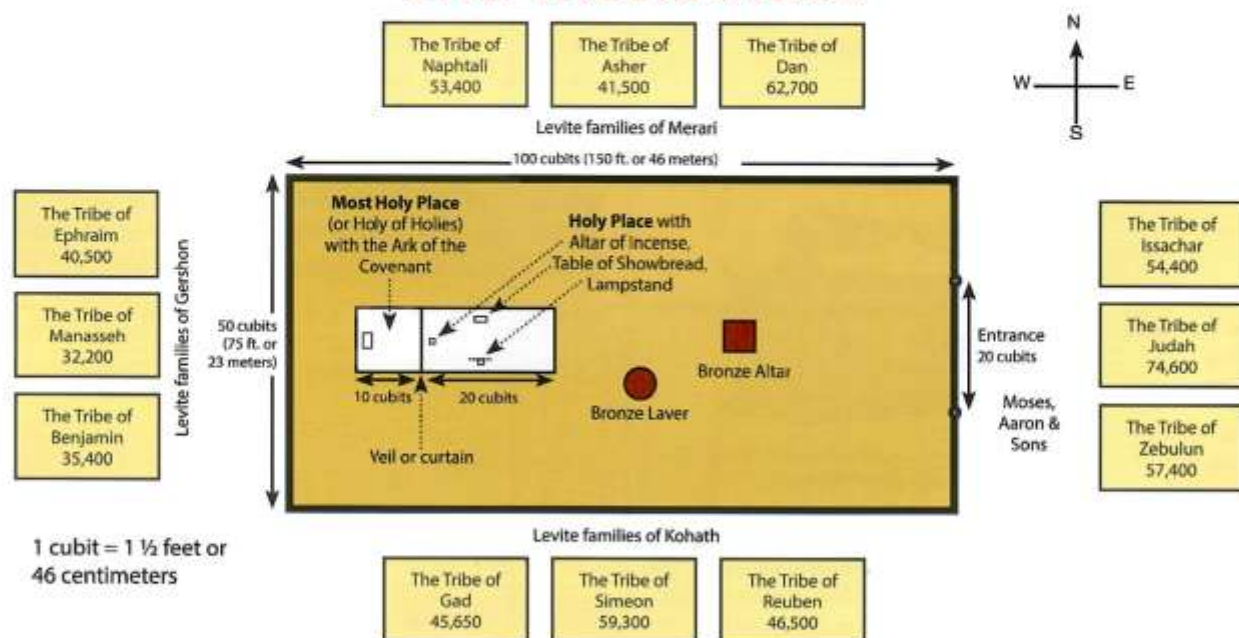 The Tribe of
Naphtali
53,400
The Tribe of
Asher
41,500
The Tribe of
Dan
62,700
N
W
E
S
Levite families of Merari
100 cubits (150 ft. or 46 meters)
The Tribe of
Ephraim
40,500
The Tribe of
Manasseh
32,200
The Tribe of
Benjamin
35,400
Levite families of Gershon
50 cubits
(75 ft. or
23 meters)
Most Holy Place
(or Holy of Holies)
with the Ark of the
Covenant
Holy Place with
Altar of Incense,
Table of Showbread,
Lampstand
10 cubits
20 cubits
Veil or curtain
Bronze Laver
Bronze Altar
Entrance
20 cubits
Moses,
Aaron &
Sons
The Tribe of
Issachar
54,400
The Tribe of
Judah
74,600
The Tribe of
Zebulun
57,400
1 cubit = 1 ½ feet or
46 centimeters
Levite families of Kohath
The Tribe of
Gad
45,650
The Tribe of
Simeon
59,300
The Tribe of
Reuben
46,500